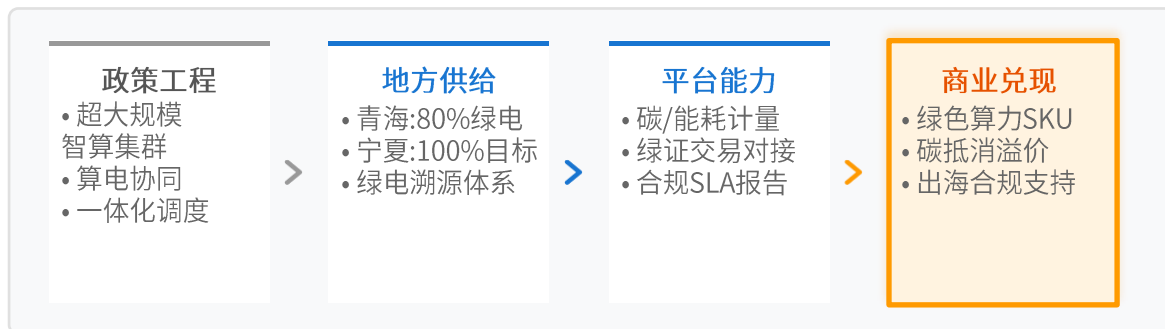 政策工程
• 超大规模
智算集群
• 算电协同
• 一体化调度
地方供给
• 青海:80%绿电
• 宁夏:100%目标
• 绿电溯源体系
平台能力
• 碳/能耗计量
• 绿证交易对接
• 合规SLA报告
商业兑现
• 绿色算力SKU
• 碳抵消溢价
• 出海合规支持